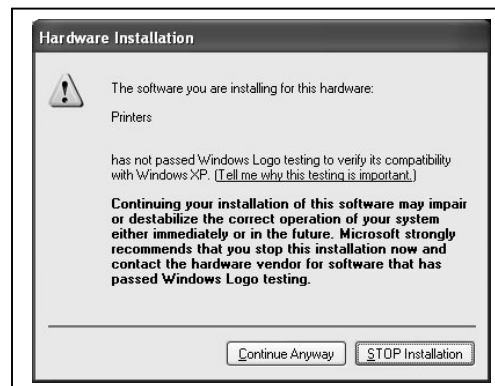 Hardware Installation
The software you are installing for this hardware:
Printers
has not passed Windows Logo testing to verify its compatibility
with Windows XP. (Tell me why this testing is important.)
Continuing your installation of this software may impair
or destabilize the correct operation of your system
either immediately or in the future. Microsoft strongly
recommends that you stop this installation now and
contact the hardware vendor for software that has
passed Windows Logo testing.
Continue Anyway STOP Installation